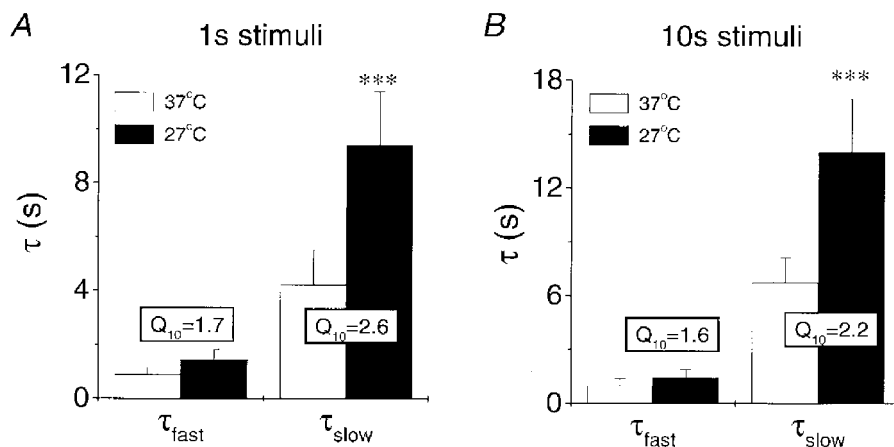 A
1s stimuli
12
8
4
0
τ (s)
37°C
27°C
***
Q10=1.7
Q10=2.6
τfast
τslow
B
10s stimuli
18
12
6
0
τ (s)
37°C
27°C
***
Q10=1.6
Q10=2.2
τfast
τslow